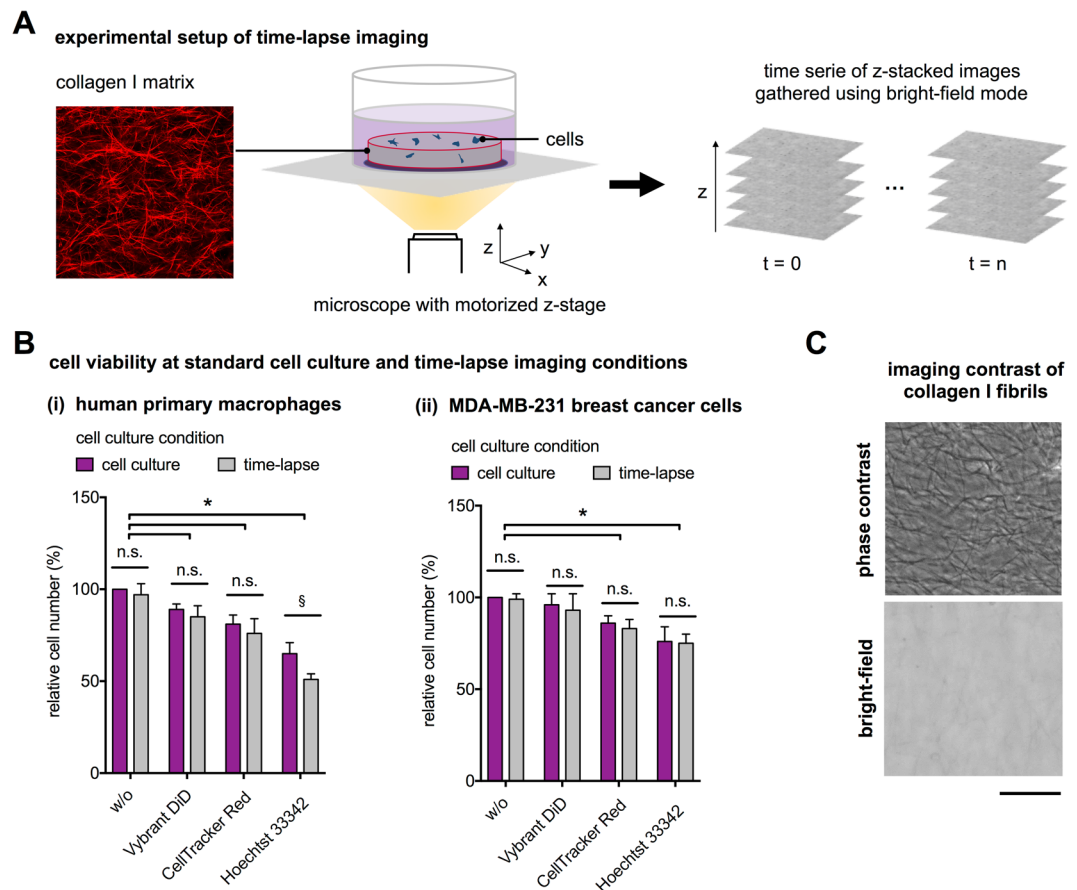 A
experimental setup of time-lapse imaging
collagen I matrix
cells
z
y
x
microscope with motorized z-stage
time serie of z-stacked images
gathered using bright-field mode
z
...
t = 0
t = n
B
cell viability at standard cell culture and time-lapse imaging conditions
(i) human primary macrophages
cell culture condition
cell culture
time-lapse
relative cell number (%)
150
100
50
0
*
n.s.
n.s.
n.s.
§
w/o
Vybrant DiD
CellTracker Red
Hoechtst 33342
(ii) MDA-MB-231 breast cancer cells
cell culture condition
cell culture
time-lapse
relative cell number (%)
150
100
50
0
*
n.s.
n.s.
n.s.
n.s.
w/o
Vybrant DiD
CellTracker Red
Hoechtst 33342
C
imaging contrast of
collagen I fibrils
phase contrast
bright-field